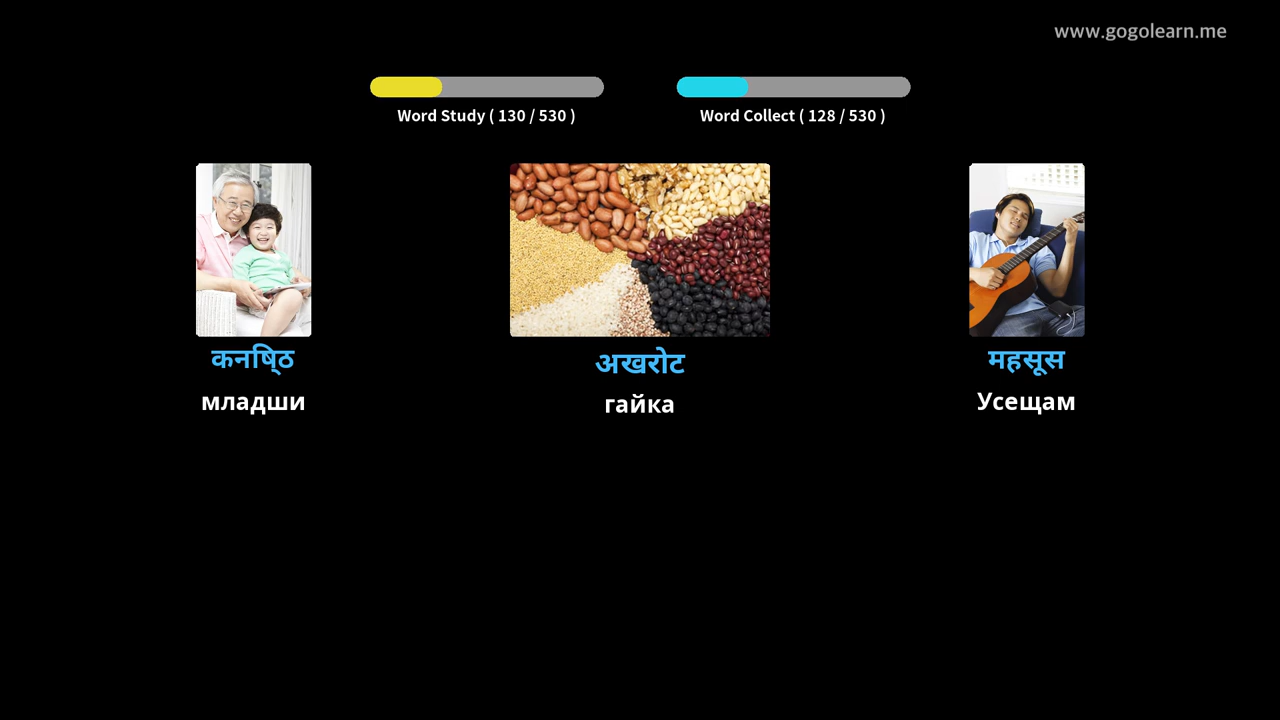 www.gogolearn.me
Word Study ( 130 / 530 )
Word Collect ( 128 / 530 )
कनिष्ठि
अखरोट
महसूस
младши
гайка
Усещам